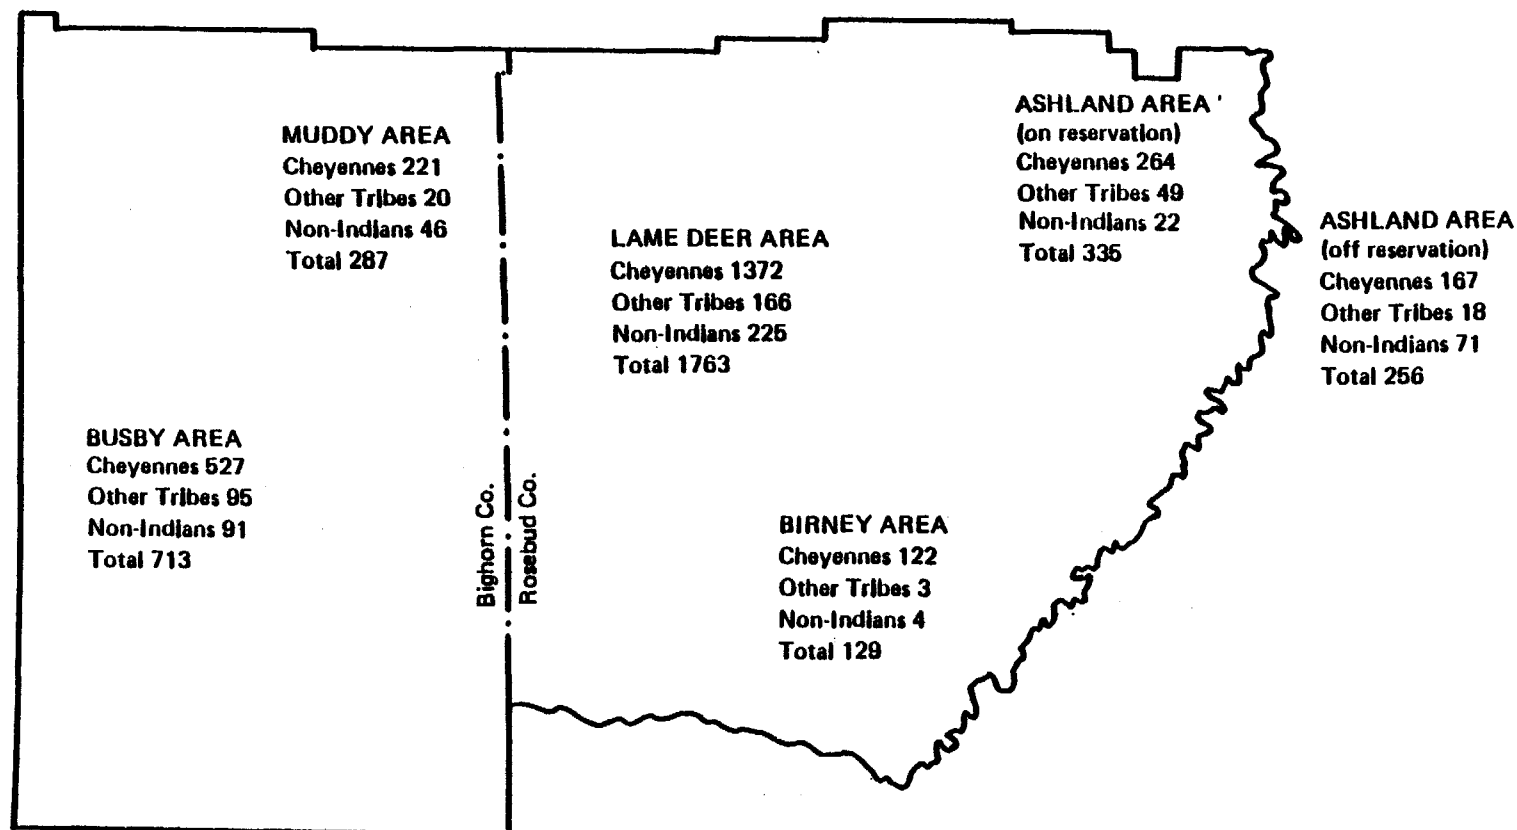 MUDDY AREA
Cheyennes 221
Other Tribes 20
Non-Indians 46
Total 287
BUSBY AREA
Cheyennes 527
Other Tribes 95
Non-Indians 91
Total 713
Bighorn Co.
Rosebud Co.
LAME DEER AREA
Cheyennes 1372
Other Tribes 166
Non-Indians 225
Total 1763
BIRNEY AREA
Cheyennes 122
Other Tribes 3
Non-Indians 4
Total 129
ASHLAND AREA
(on reservation)
Cheyennes 264
Other Tribes 49
Non-Indians 22
Total 335
ASHLAND AREA
(off reservation)
Cheyennes 167
Other Tribes 18
Non-Indians 71
Total 256